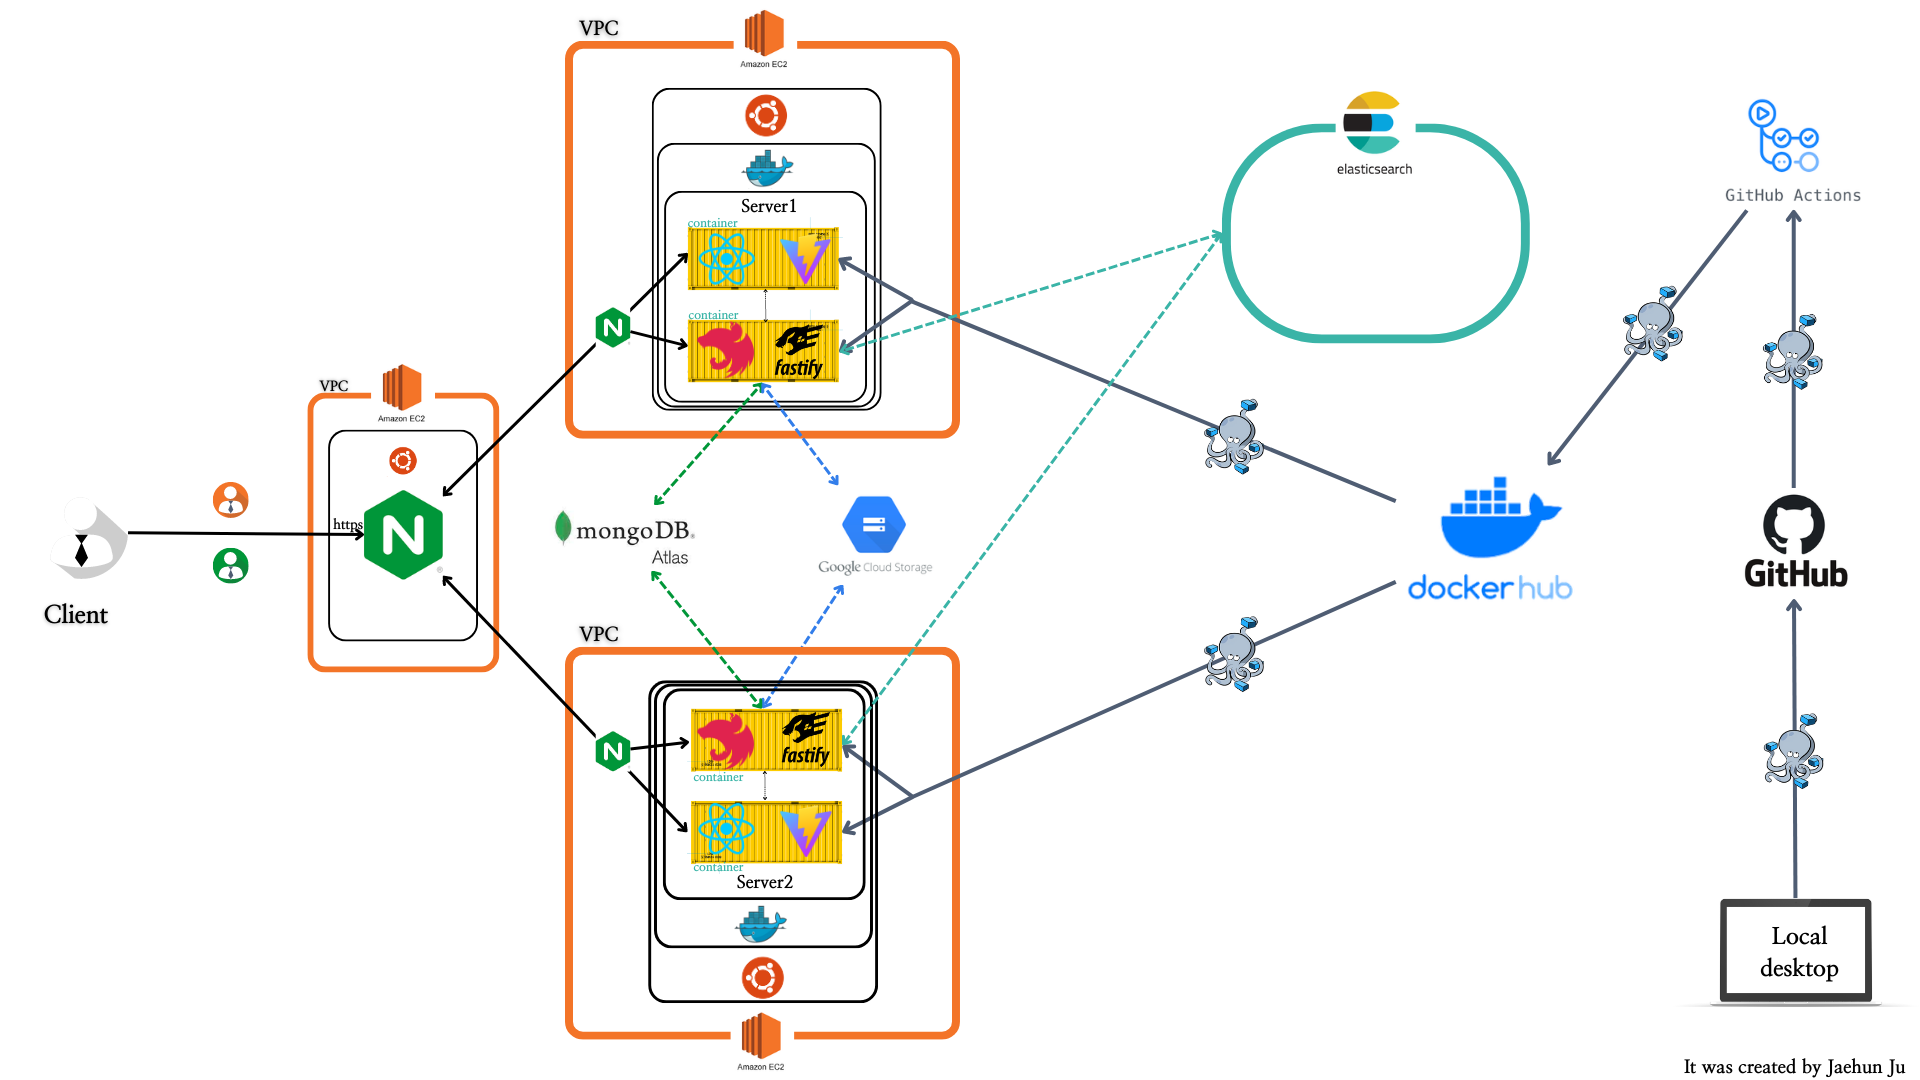 VPC
Amazon EC2
Server1
container
container
fastify
elasticsearch
GitHub Actions
VPC
Amazon EC2
https
Client
mongoDB®
Atlas
Google Cloud Storage
docker hub
GitHub
VPC
fastify
container
container
Server2
Amazon EC2
Local
desktop
It was created by Jaehun Ju